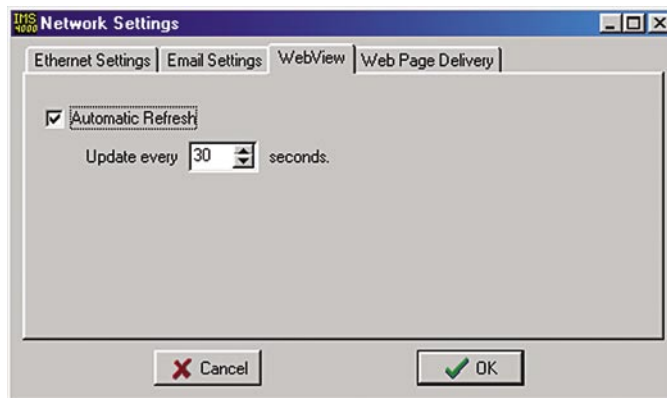 IMS 4000 Network Settings
Ethernet Settings Email Settings WebView Web Page Delivery
Automatic Refresh
Update every 30 seconds.
Cancel OK